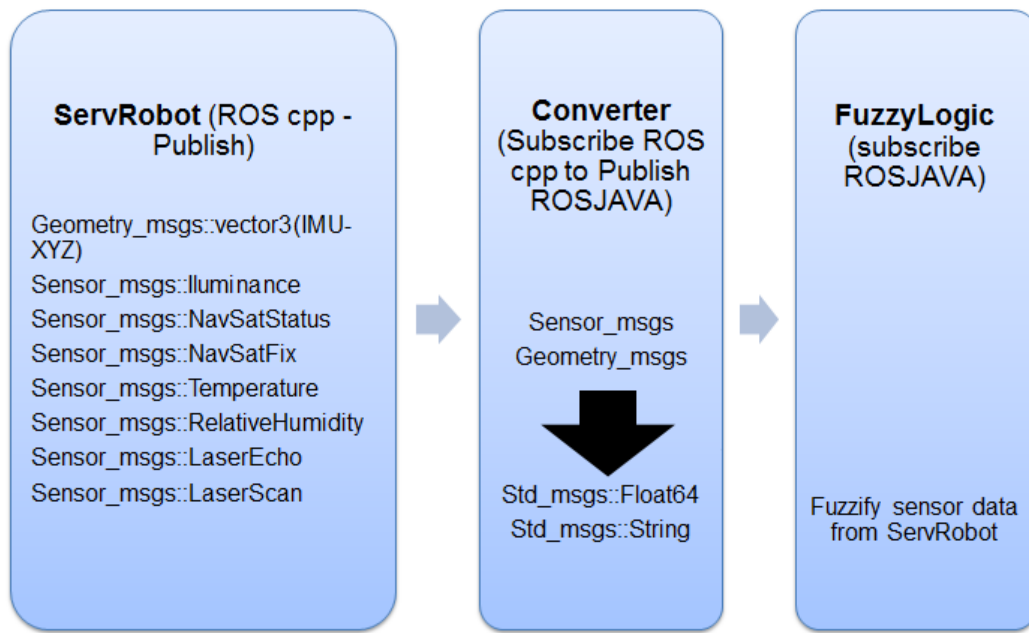 ServRobot (ROS cpp -
Publish)
Geometry_msgs::vector3(IMU-
XYZ)
Sensor_msgs::Iluminance
Sensor_msgs::NavSatStatus
Sensor_msgs::NavSatFix
Sensor_msgs::Temperature
Sensor_msgs::RelativeHumidity
Sensor_msgs::LaserEcho
Sensor_msgs::LaserScan
Converter
(Subscribe ROS
cpp to Publish
ROSJAVA)
Sensor_msgs
Geometry_msgs
Std_msgs::Float64
Std_msgs::String
FuzzyLogic
(subscribe
ROSJAVA)
Fuzzify sensor data
from ServRobot